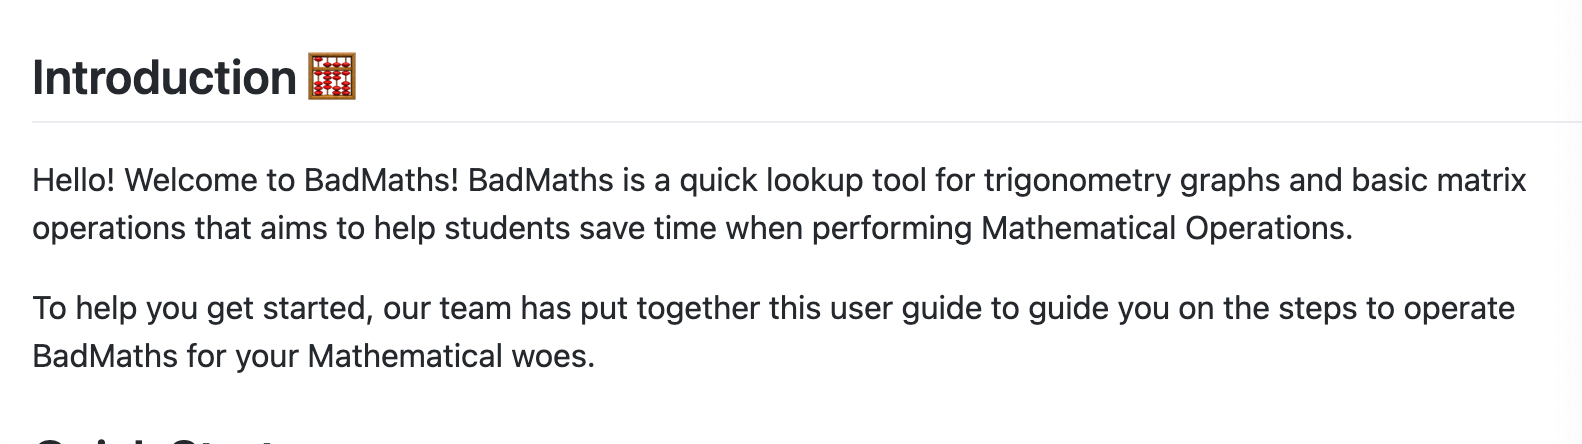 Introduction 🧮
Hello! Welcome to BadMaths! BadMaths is a quick lookup tool for trigonometry graphs and basic matrix
operations that aims to help students save time when performing Mathematical Operations.
To help you get started, our team has put together this user guide to guide you on the steps to operate
BadMaths for your Mathematical woes.